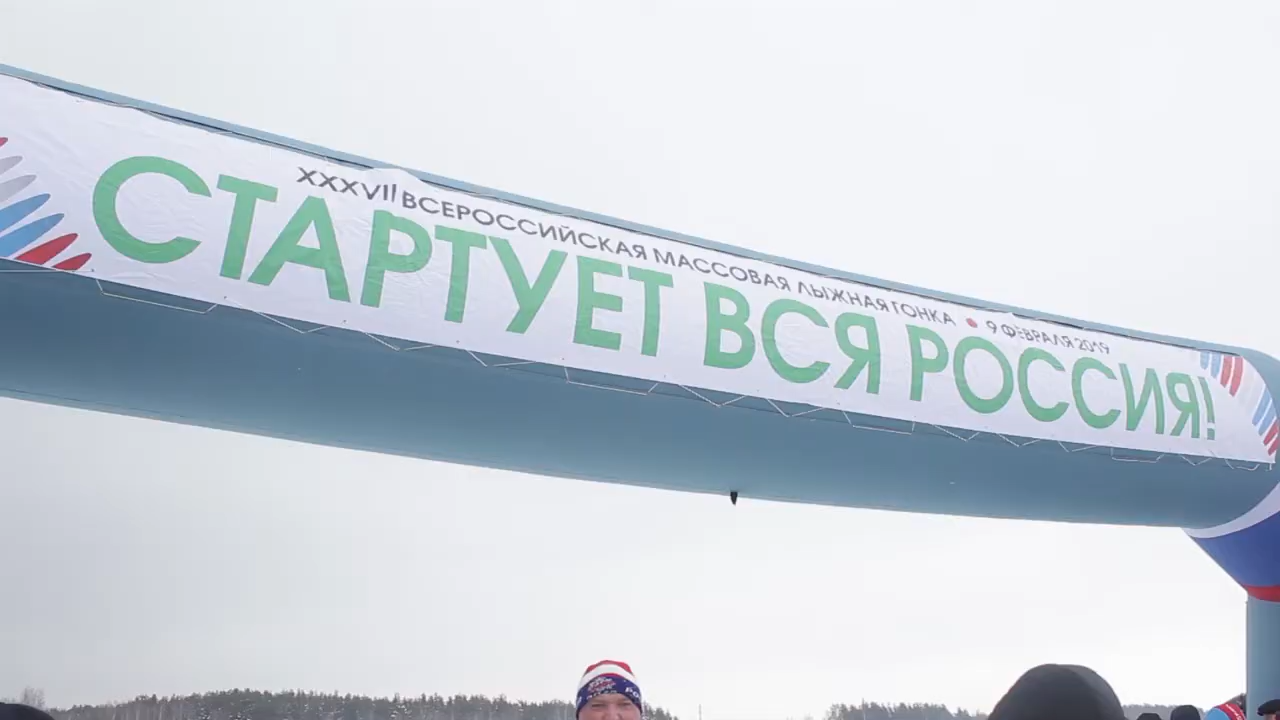 XXXVII ВСЕРОССИЙСКАЯ МАССОВАЯ ЛЫЖНАЯ ГОНКА • 9 ФЕВРАЛЯ 2019
СТАРТУЕТ ВСЯ РОССИЯ!